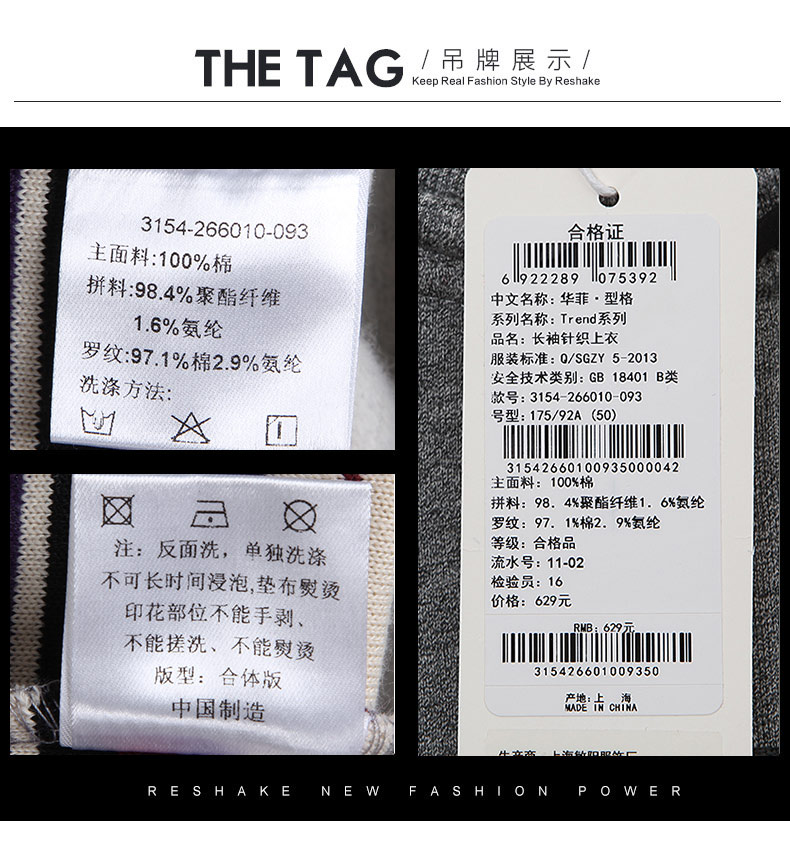 THE TAG
/吊牌展示/
Keep Real Fashion Style By Reshake
3154-266010-093
主面料:100%棉
拼料:98.4%聚酯纤维
1.6%氨纶
罗纹:97.1%棉2.9%氨纶
洗涤方法:
注: 反面洗, 单独洗涤
不可长时间浸泡,垫布熨烫
印花部位不能手剥、
不能搓洗、不能熨烫
版型: 合体版
中国制造
合格证
6 922289 075392
中文名称: 华菲·型格
系列名称: Trend系列
品名: 长袖针织上衣
服装标准: Q/SGZY 5-2013
安全技术类别: GB 18401 B类
款号: 3154-266010-093
号型: 175/92A (50)
31542660100935000042
主面料: 100%棉
拼料: 98.4%聚酯纤维1.6%氨纶
罗纹: 97.1%棉2.9%氨纶
等级: 合格品
流水号: 11-02
检验员: 16
价格: 629元
RMB: 629元
315426601009350
产地: 上 海
MADE IN CHINA
生产商: 上海敏阳服饰厂
RESHAKE NEW FASHION POWER